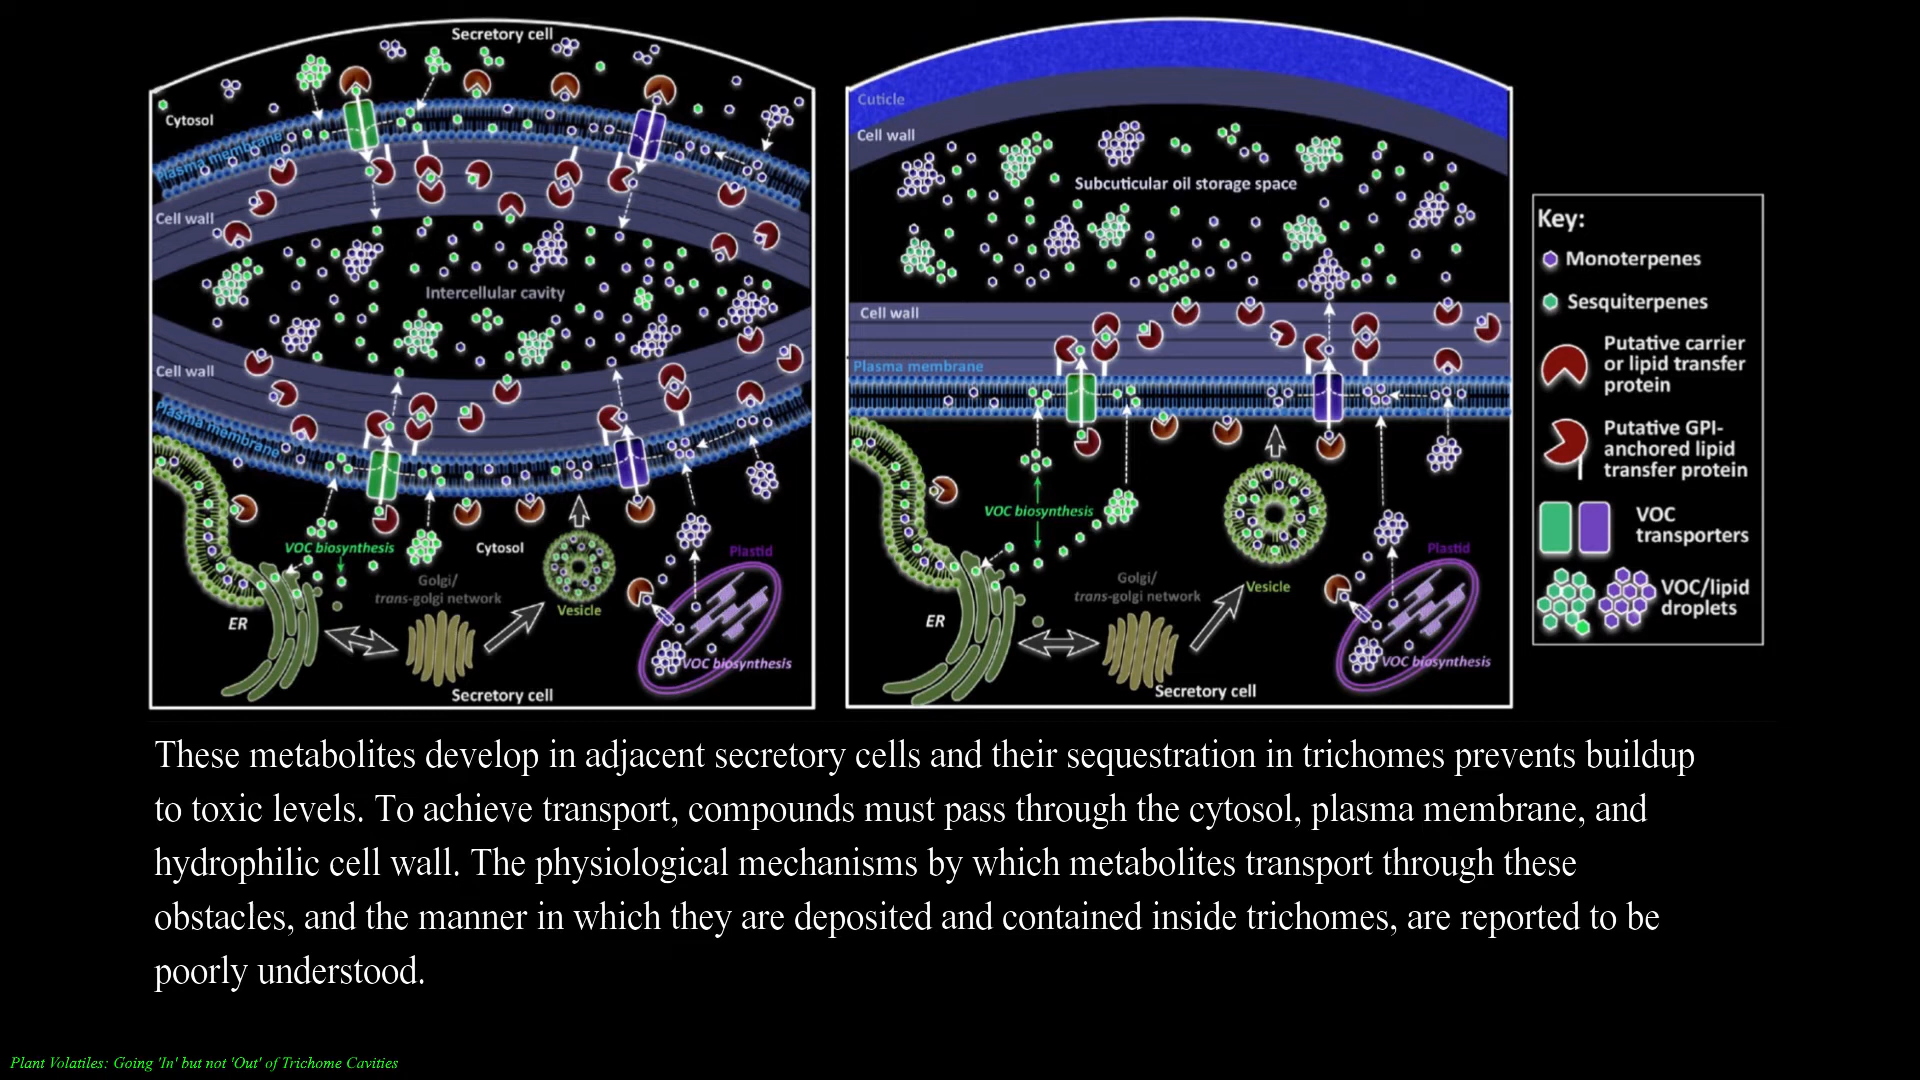 Secretory cell
Cytosol
Plasma membrane
Cell wall
Intercellular cavity
Cell wall
Plasma membrane
VOC biosynthesis
Cytosol
Golgi/
trans-golgi network
Vesicle
Plastid
ER
VOC biosynthesis
Secretory cell
Cuticle
Cell wall
Subcuticular oil storage space
Cell wall
Plasma membrane
VOC biosynthesis
Golgi/
trans-golgi network
Vesicle
Plastid
ER
VOC biosynthesis
Secretory cell
Key:
Monoterpenes
Sesquiterpenes
Putative carrier
or lipid transfer
protein
Putative GPI-
anchored lipid
transfer protein
VOC
transporters
VOC/lipid
droplets
These metabolites develop in adjacent secretory cells and their sequestration in trichomes prevents buildup
to toxic levels. To achieve transport, compounds must pass through the cytosol, plasma membrane, and
hydrophilic cell wall. The physiological mechanisms by which metabolites transport through these
obstacles, and the manner in which they are deposited and contained inside trichomes, are reported to be
poorly understood.
Plant Volatiles: Going 'In' but not 'Out' of Trichome Cavities